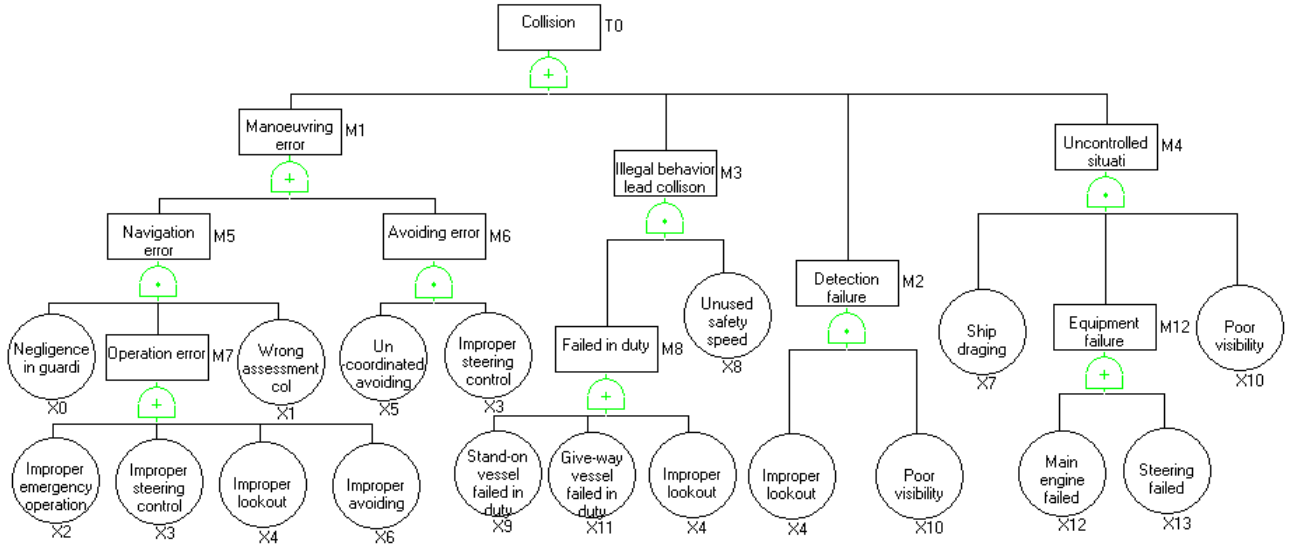 Collision
T0
+
Manoeuvring
error
M1
+
Illegal behavior
lead collison
M3
•
Uncontrolled
situati
M4
•
Navigation
error
M5
•
Avoiding error
M6
•
Detection
failure
M2
•
Negligence
in guardi
X0
Operation error
M7
+
Wrong
assessment
col
X1
Un
-coordinated
avoiding
X5
Improper
steering
control
X3
Failed in duty
M8
+
Unused
safety
speed
X8
Ship
draging
X7
Equipment
failure
M12
+
Poor
visibility
X10
Improper
emergency
operation
X2
Improper
steering
control
X3
Improper
lookout
X4
Improper
avoiding
X6
Stand-on
vessel
failed in
duty
X9
Give-way
vessel
failed in
duty
X11
Improper
lookout
X4
Improper
lookout
X4
Poor
visibility
X10
Main
engine
failed
X12
Steering
failed
X13